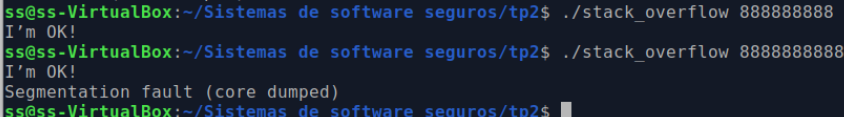 ss@ss-VirtualBox:~/Sistemas de software seguros/tp2$ ./stack_overflow 888888888
I’m OK!
ss@ss-VirtualBox:~/Sistemas de software seguros/tp2$ ./stack_overflow 8888888888
I’m OK!
Segmentation fault (core dumped)
ss@ss-VirtualBox:~/Sistemas de software seguros/tp2$